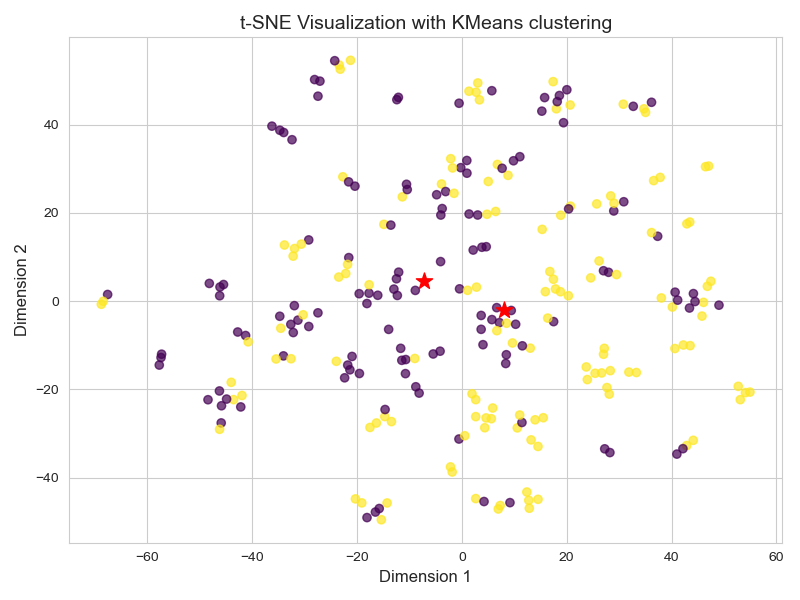 t-SNE Visualization with KMeans clustering
Dimension 2
40
20
0
−20
−40
−60 −40 −20 0 20 40 60
Dimension 1